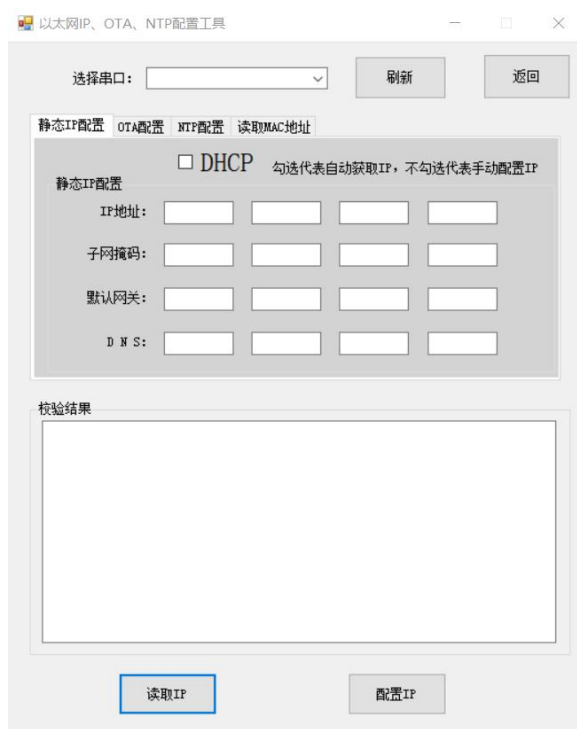 以太网IP、OTA、NTP配置工具
选择串口： 刷新 返回
静态IP配置 OTA配置 NTP配置 读取MAC地址
DHCP 勾选代表自动获取IP，不勾选代表手动配置IP
静态IP配置
IP地址：
子网掩码：
默认网关：
D N S:
校验结果
读取IP 配置IP